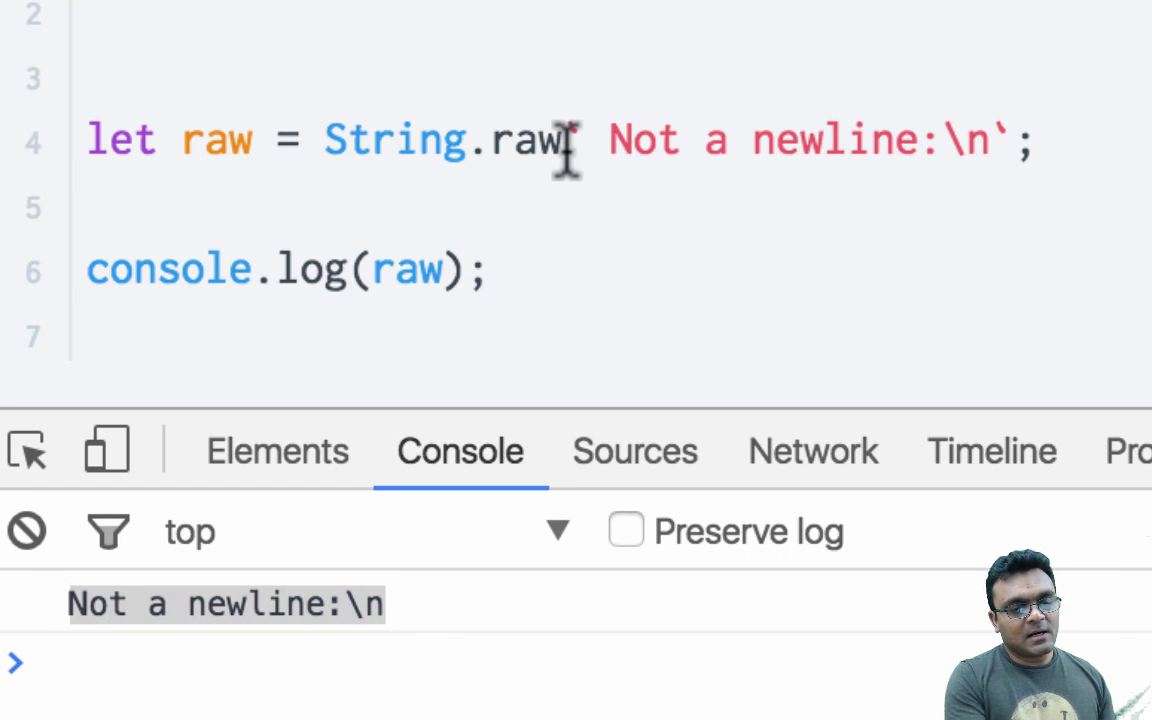 2
3
4 let raw = String.raw` Not a newline:\n`;
5
6 console.log(raw);
7
Elements Console Sources Network Timeline Pro
top ▼ Preserve log
Not a newline:\n
>